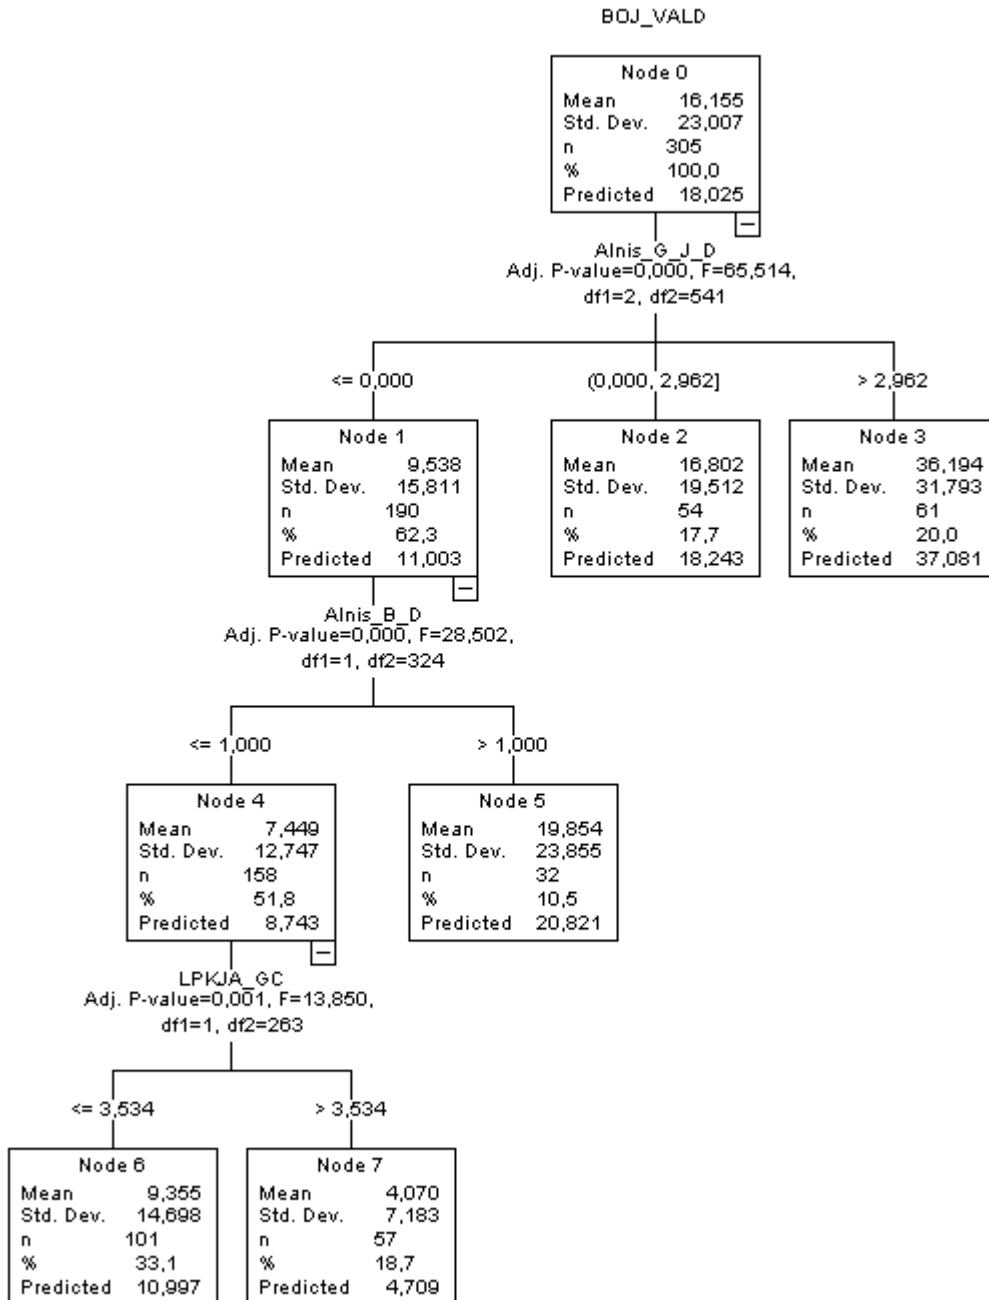 BOJ_VALD
Node 0
Mean 16,155
Std. Dev. 23,007
n 305
% 100,0
Predicted 18,025
Alnis_G_J_D
Adj. P-value=0,000, F=65,514,
df1=2, df2=541
<= 0,000
(0,000, 2,962]
> 2,962
Node 1
Mean 9,538
Std. Dev. 15,811
n 190
% 62,3
Predicted 11,003
Node 2
Mean 16,802
Std. Dev. 19,512
n 54
% 17,7
Predicted 18,243
Node 3
Mean 36,194
Std. Dev. 31,793
n 61
% 20,0
Predicted 37,081
Alnis_B_D
Adj. P-value=0,000, F=28,502,
df1=1, df2=324
<= 1,000
> 1,000
Node 4
Mean 7,449
Std. Dev. 12,747
n 158
% 51,8
Predicted 8,743
Node 5
Mean 19,854
Std. Dev. 23,855
n 32
% 10,5
Predicted 20,821
LPKJA_GC
Adj. P-value=0,001, F=13,850,
df1=1, df2=263
<= 3,534
> 3,534
Node 6
Mean 9,355
Std. Dev. 14,698
n 101
% 33,1
Predicted 10,997
Node 7
Mean 4,070
Std. Dev. 7,183
n 57
% 18,7
Predicted 4,709